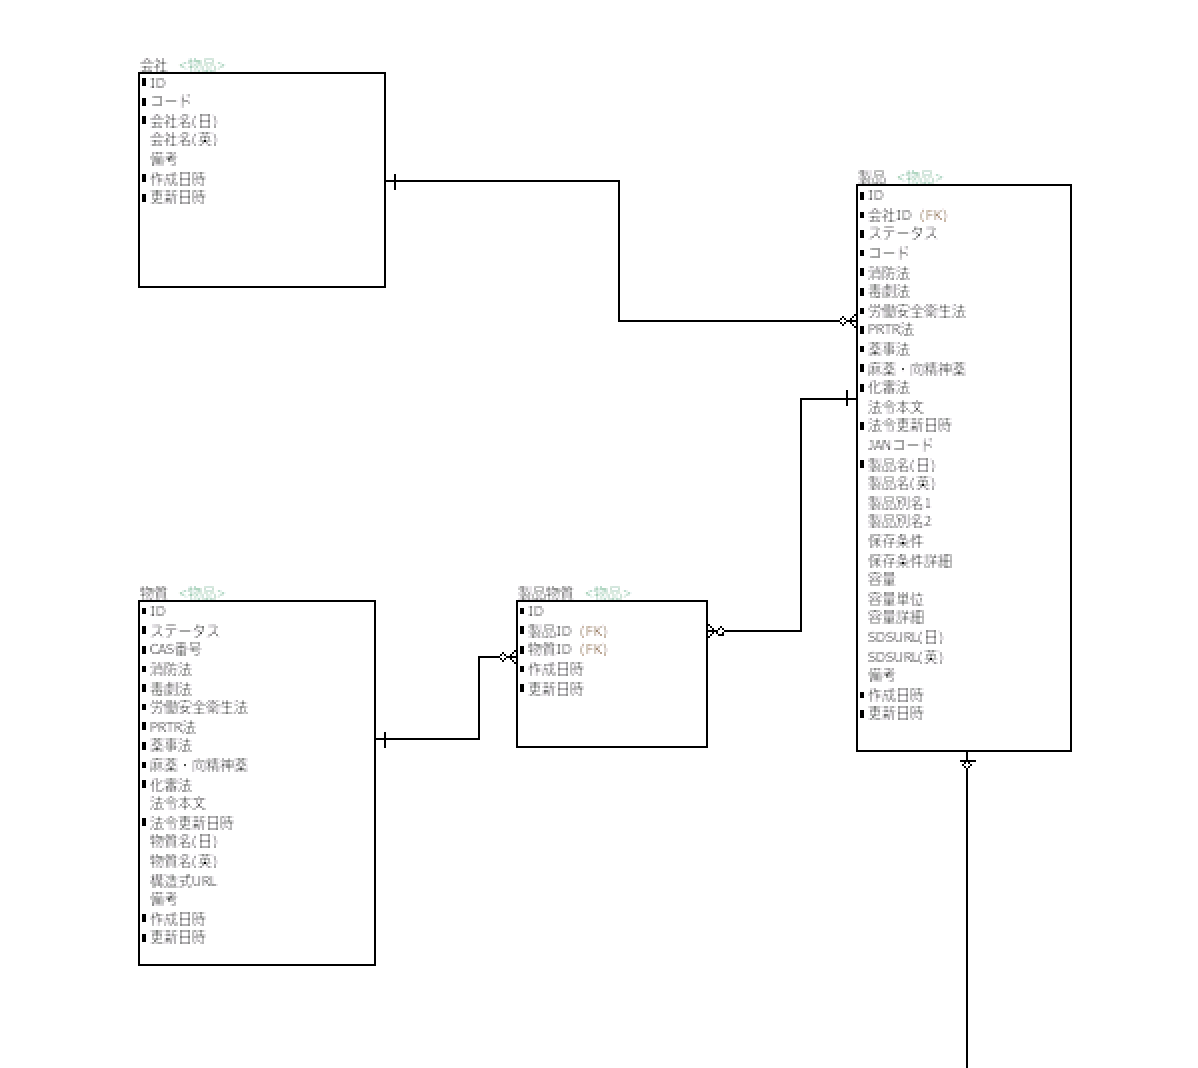 会社 <物品>
ID
コード
会社名(日)
会社名(英)
備考
作成日時
更新日時
製品 <物品>
ID
会社ID (FK)
ステータス
コード
消防法
毒劇法
労働安全衛生法
PRTR法
薬事法
麻薬・向精神薬
化審法
法令本文
法令更新日時
JANコード
製品名(日)
製品名(英)
製品別名1
製品別名2
保存条件
保存条件詳細
容量
容量単位
容量詳細
SDSURL(日)
SDSURL(英)
備考
作成日時
更新日時
物質 <物品>
ID
ステータス
CAS番号
消防法
毒劇法
労働安全衛生法
PRTR法
薬事法
麻薬・向精神薬
化審法
法令本文
法令更新日時
物質名(日)
物質名(英)
構造式URL
備考
作成日時
更新日時
製品物質 <物品>
ID
製品ID (FK)
物質ID (FK)
作成日時
更新日時